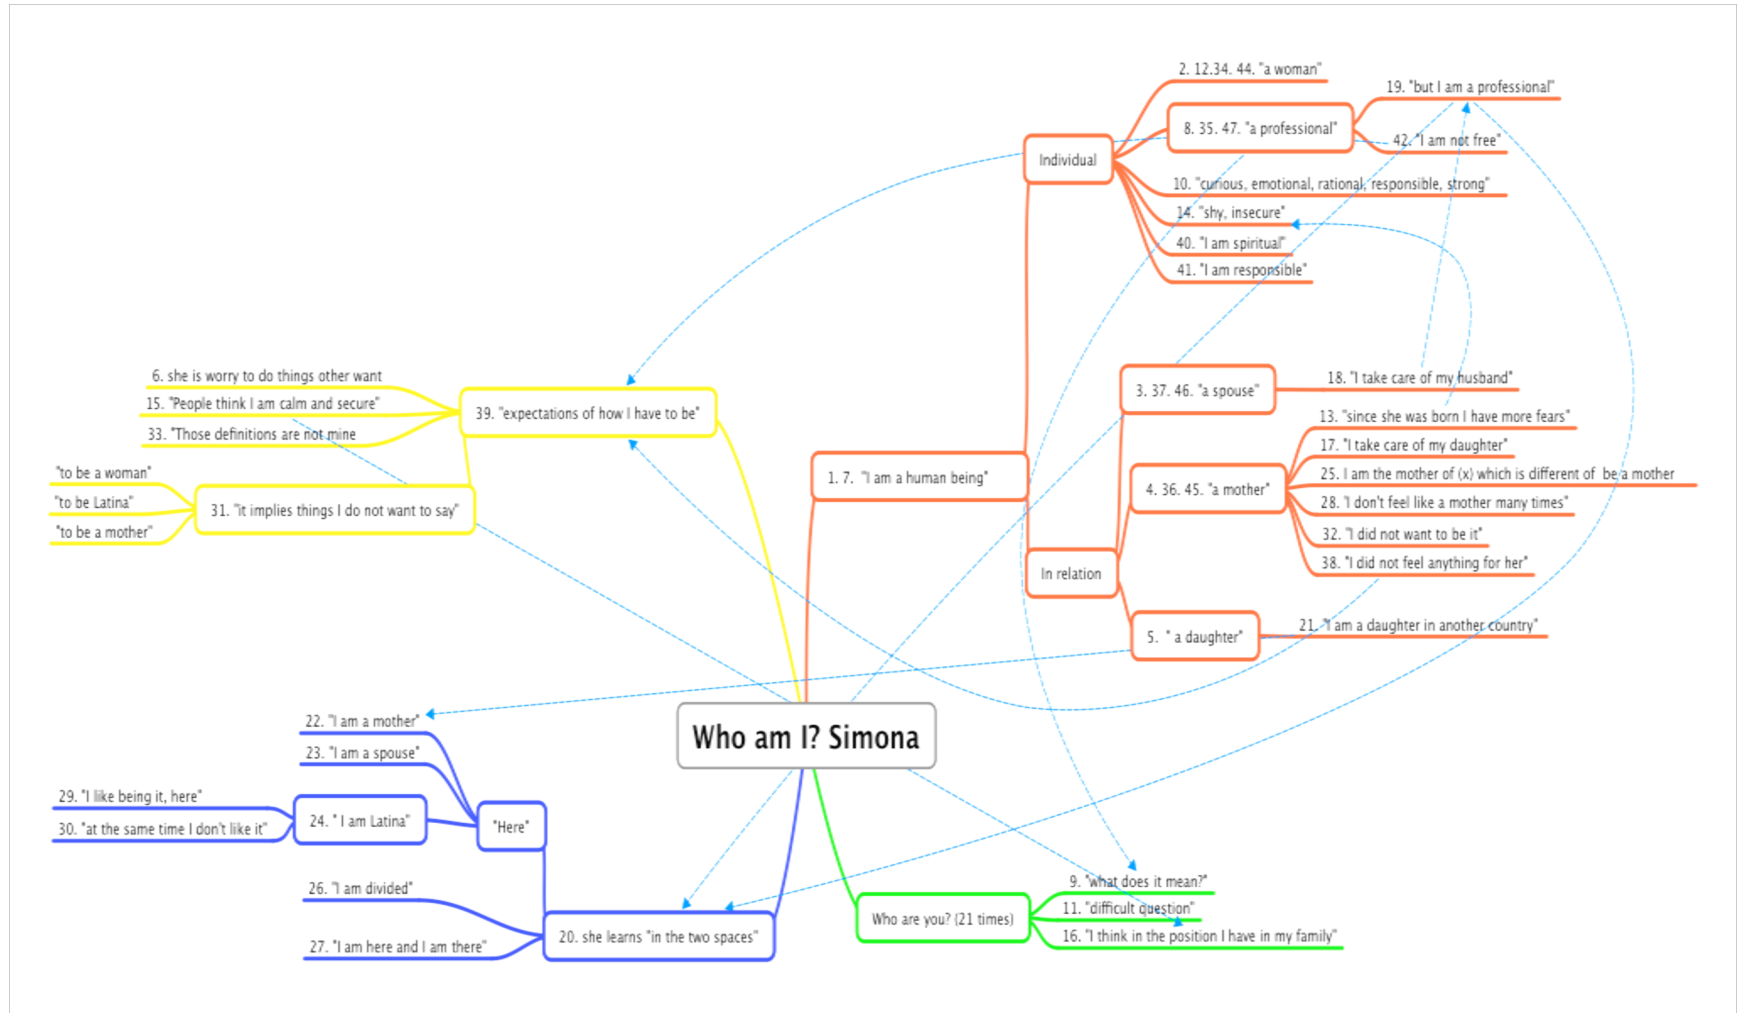 2. 12.34. 44. "a woman"
19. "but I am a professional"
8. 35. 47. "a professional"
42. "I am not free"
Individual
10. "curious, emotional, rational, responsible, strong"
14. "shy, insecure"
40. "I am spiritual"
41. "I am responsible"
3. 37. 46. "a spouse"
18. "I take care of my husband"
13. "since she was born I have more fears"
17. "I take care of my daughter"
4. 36. 45. "a mother"
25. I am the mother of (x) which is different of be a mother
28. "I don't feel like a mother many times"
32. "I did not want to be it"
38. "I did not feel anything for her"
1. 7. "I am a human being"
In relation
5. " a daughter"
21. "I am a daughter in another country"
6. she is worry to do things other want
15. "People think I am calm and secure"
33. "Those definitions are not mine
39. "expectations of how I have to be"
"to be a woman"
"to be Latina"
"to be a mother"
31. "it implies things I do not want to say"
Who am I? Simona
22. "I am a mother"
23. "I am a spouse"
29. "I like being it, here"
30. "at the same time I don't like it"
24. " I am Latina"
"Here"
26. "I am divided"
27. "I am here and I am there"
20. she learns "in the two spaces"
Who are you? (21 times)
9. "what does it mean?"
11. "difficult question"
16. "I think in the position I have in my family"